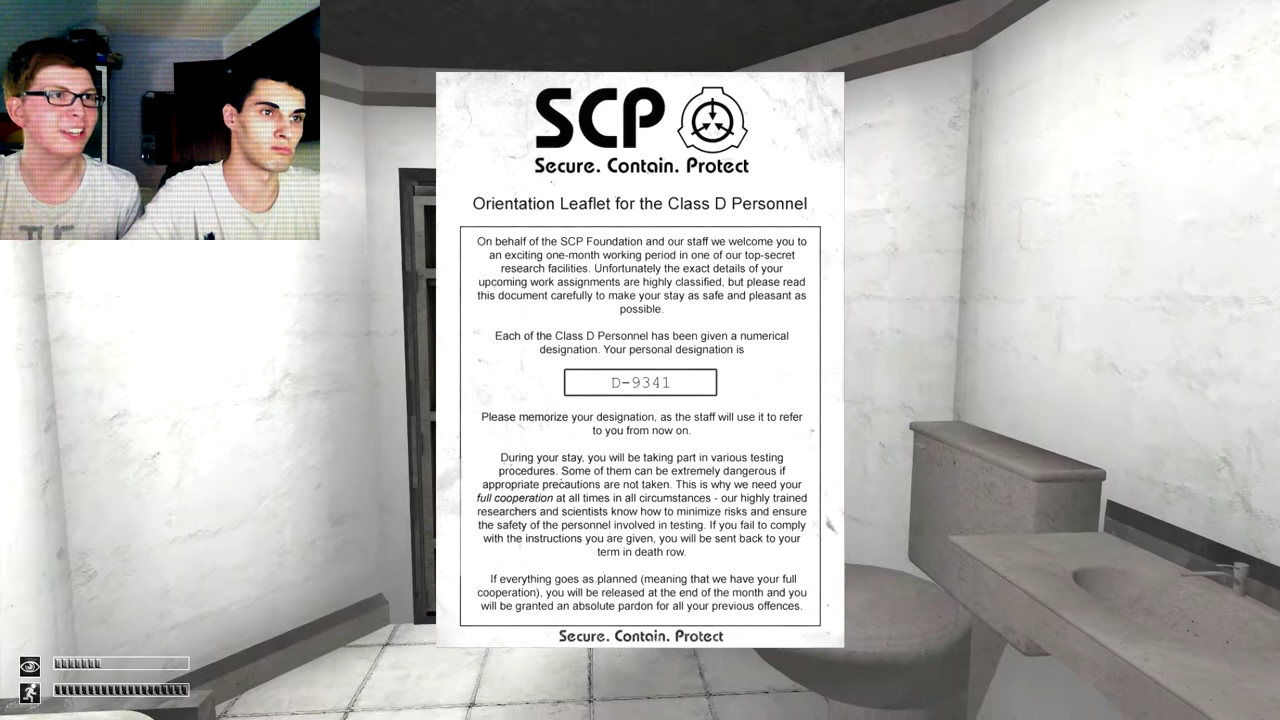 SCP
Secure. Contain. Protect
Orientation Leaflet for the Class D Personnel
On behalf of the SCP Foundation and our staff we welcome you to
an exciting one-month working period in one of our top-secret
research facilities. Unfortunately the exact details of your
upcoming work assignments are highly classified, but please read
this document carefully to make your stay as safe and pleasant as
possible.
Each of the Class D Personnel has been given a numerical
designation. Your personal designation is
D-9341
Please memorize your designation, as the staff will use it to refer
to you from now on.
During your stay, you will be taking part in various testing
procedures. Some of them can be extremely dangerous if
appropriate precautions are not taken. This is why we need your
full cooperation at all times in all circumstances - our highly trained
researchers and scientists know how to minimize risks and ensure
the safety of the personnel involved in testing. If you fail to comply
with the instructions you are given, you will be sent back to your
term in death row.
If everything goes as planned (meaning that we have your full
cooperation), you will be released at the end of the month and you
will be granted an absolute pardon for all your previous offences.
Secure. Contain. Protect